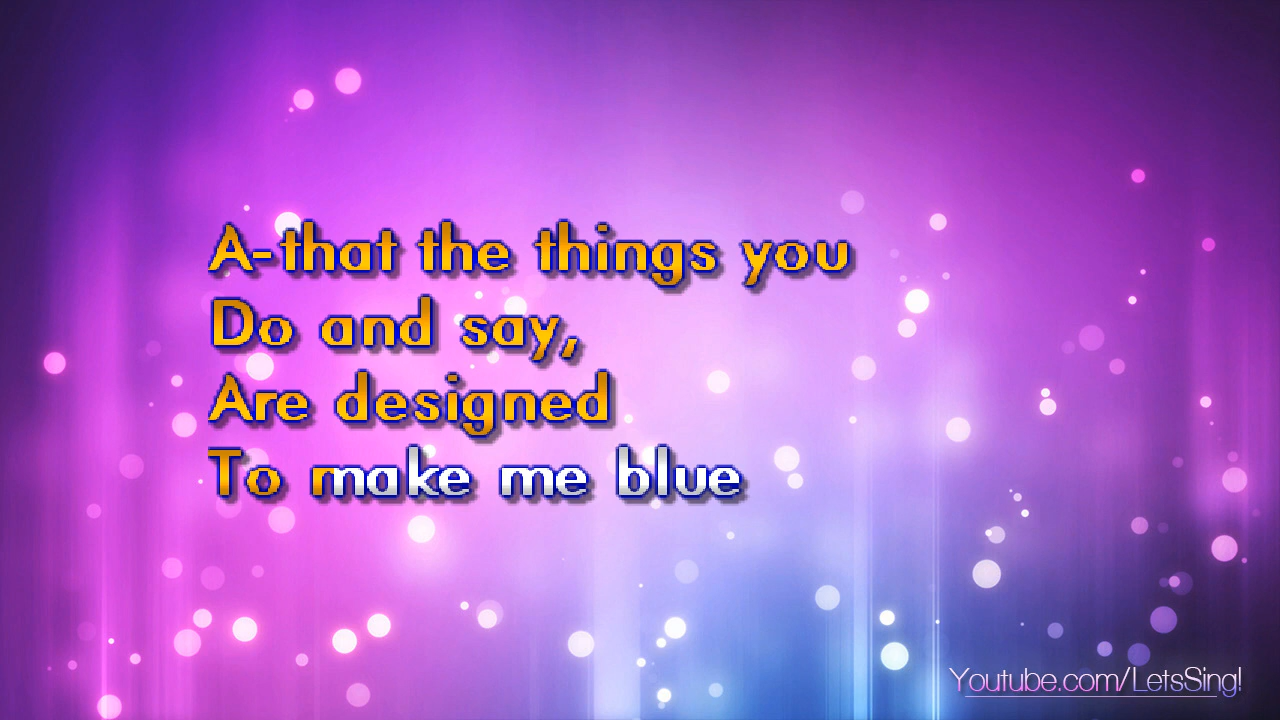 A-that the things you
Do and say,
Are designed
To make me blue
Youtube.com/LetsSing!